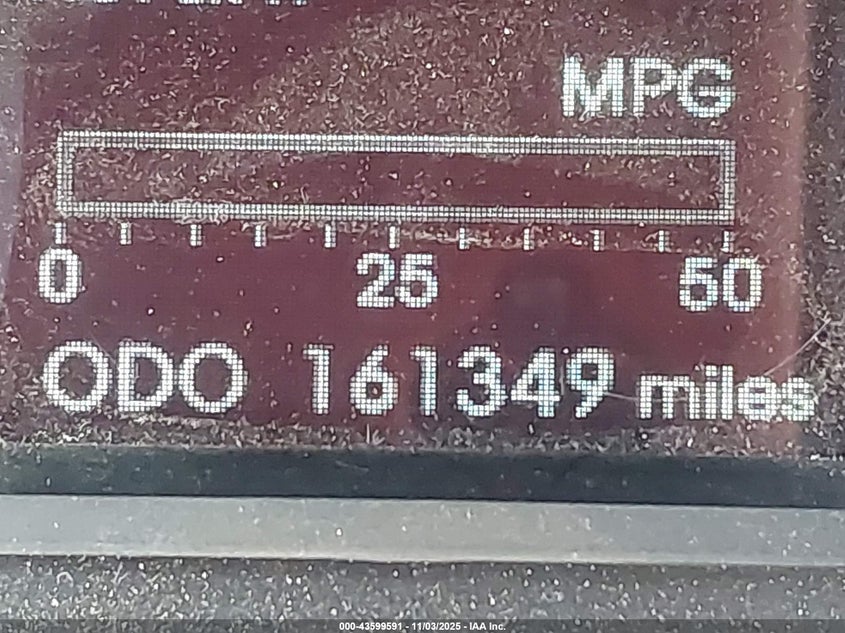 MPG
0 25 50
ODO 161349 miles
000-43599591 - 11/03/2025 - IAA Inc.